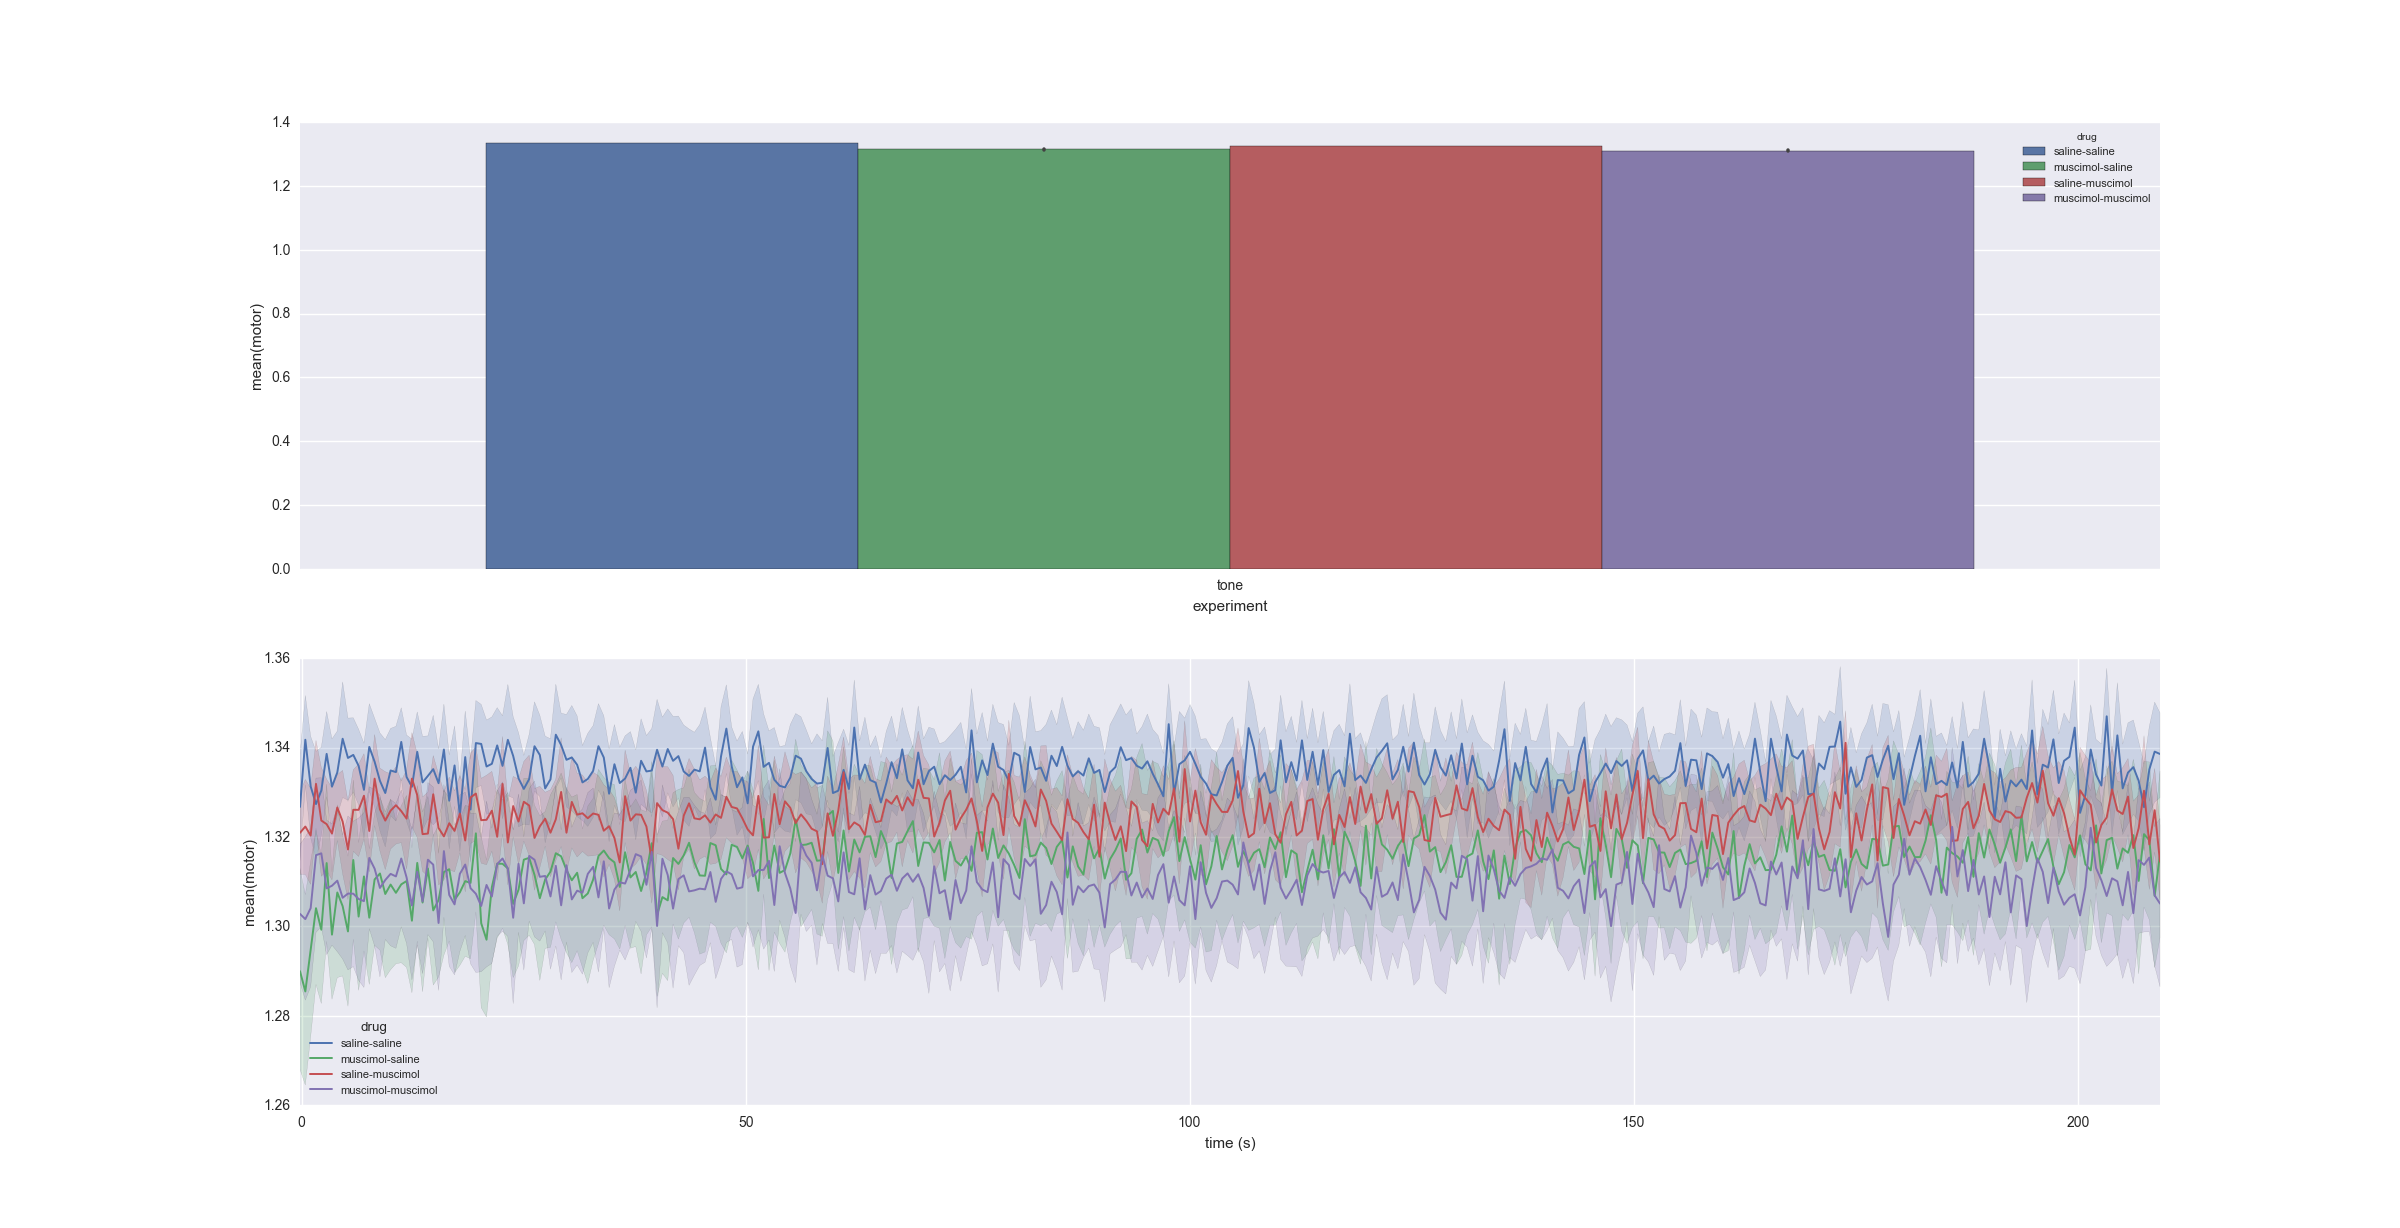 1.4
1.2
1.0
0.8
0.6
0.4
0.2
0.0
mean(motor)
drug
saline-saline
muscimol-saline
saline-muscimol
muscimol-muscimol
tone
experiment
1.36
1.34
1.32
1.30
1.28
1.26
mean(motor)
drug
saline-saline
muscimol-saline
saline-muscimol
muscimol-muscimol
0 50 100 150 200
time (s)